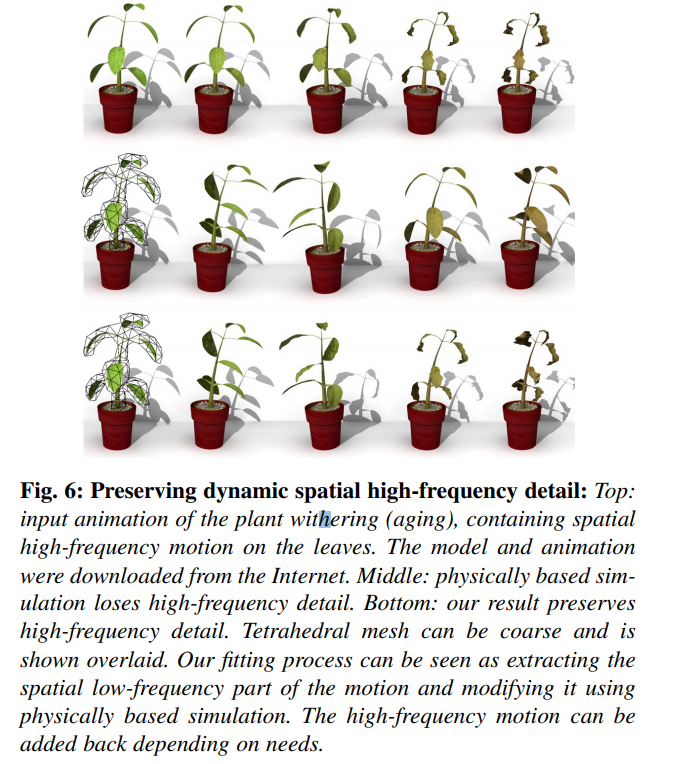 Fig. 6: Preserving dynamic spatial high-frequency detail: Top:
input animation of the plant withering (aging), containing spatial
high-frequency motion on the leaves. The model and animation
were downloaded from the Internet. Middle: physically based sim-
ulation loses high-frequency detail. Bottom: our result preserves
high-frequency detail. Tetrahedral mesh can be coarse and is
shown overlaid. Our fitting process can be seen as extracting the
spatial low-frequency part of the motion and modifying it using
physically based simulation. The high-frequency motion can be
added back depending on needs.